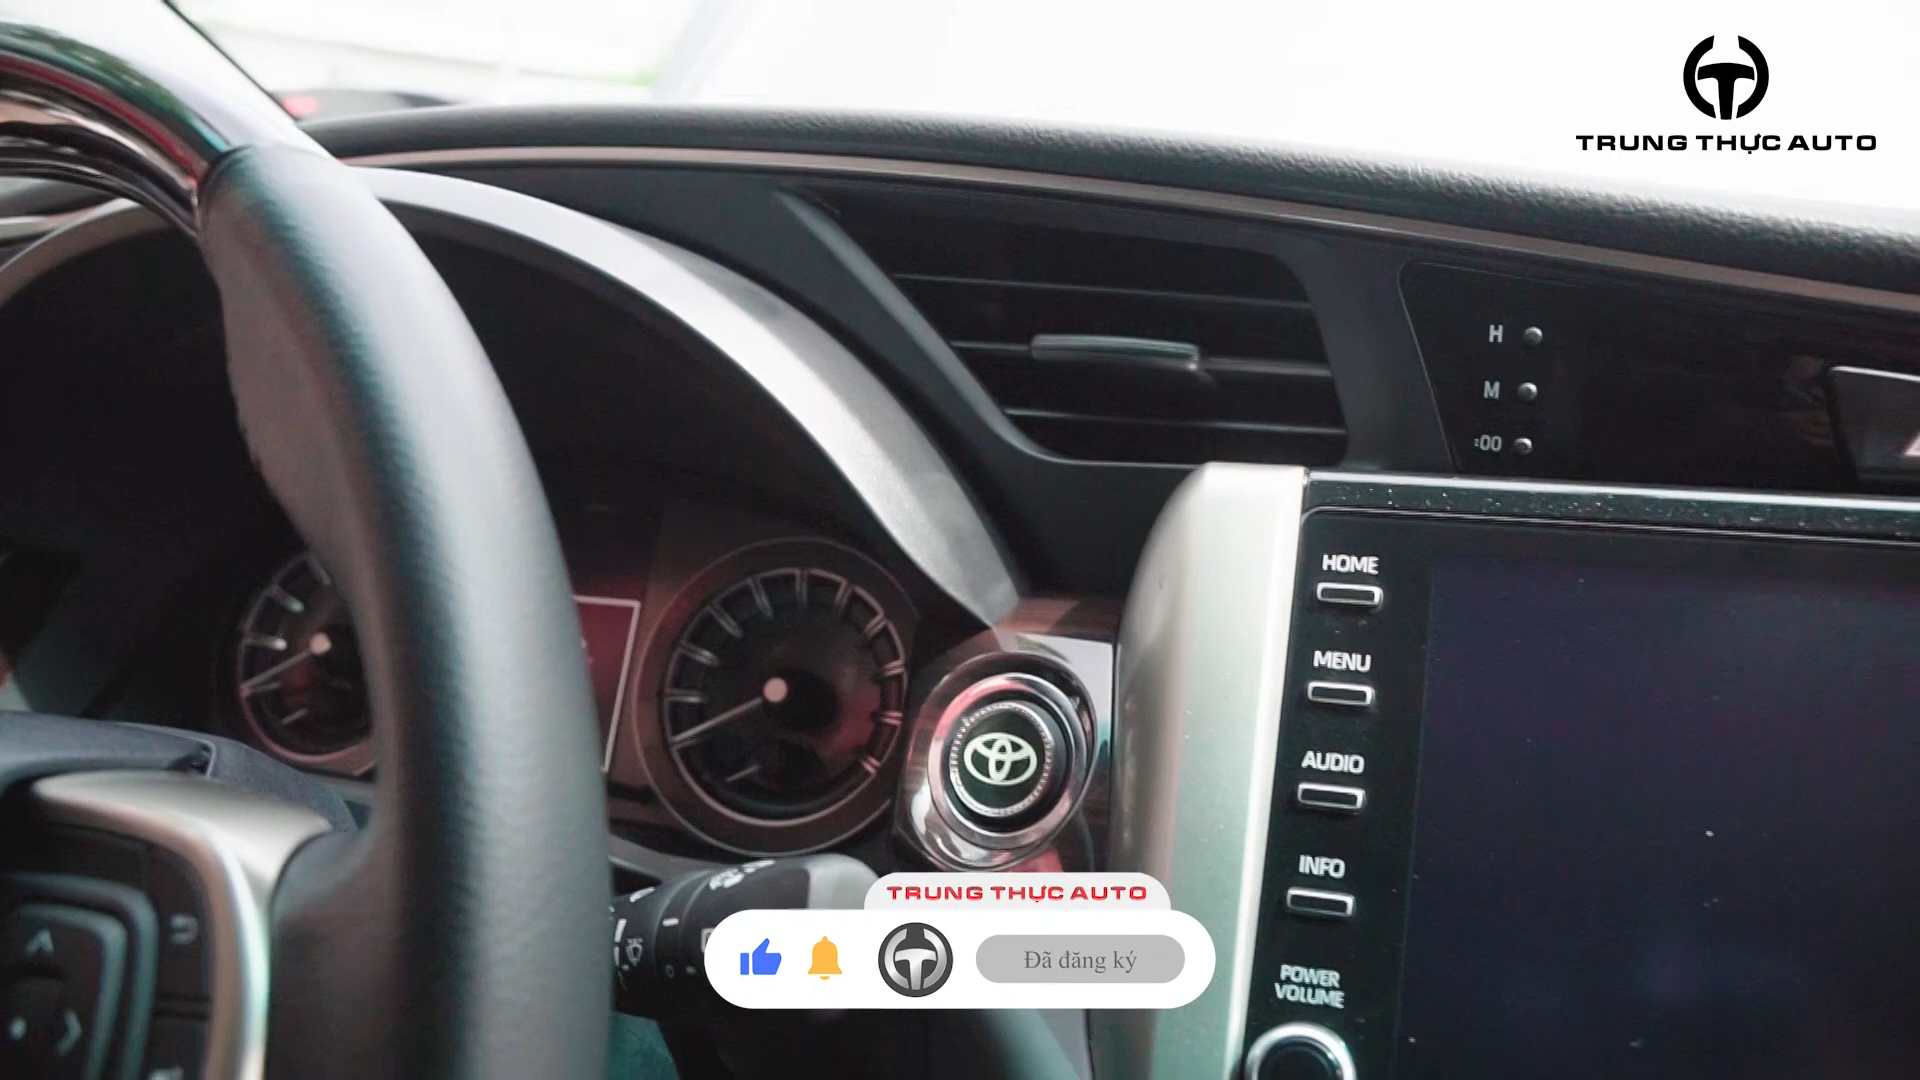 TRUNG THỰC AUTO
H
M
:00
HOME
MENU
AUDIO
INFO
POWER
VOLUME
TRUNG THỰC AUTO
Đã đăng ký